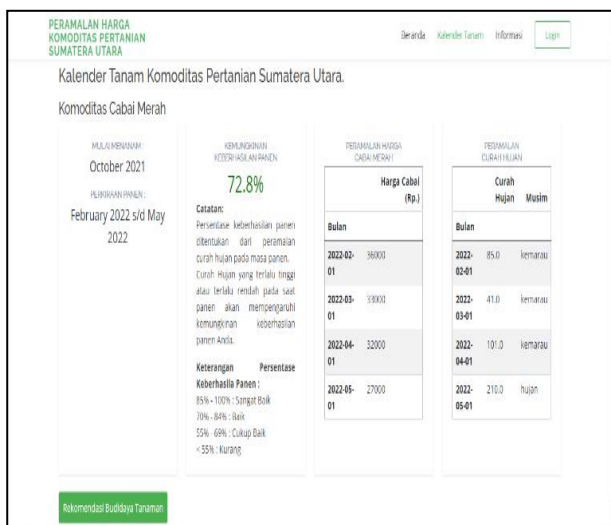 PERAMALAN HARGA
KOMODITAS PERTANIAN
SUMATERA UTARA
Beranda Kalender Tanam Informasi Login
Kalender Tanam Komoditas Pertanian Sumatera Utara.
Komoditas Cabai Merah
MULAI MENANAM :
October 2021
PERKIRAAN PANEN :
February 2022 s/d May
2022
KEMUNGKINAN
KEBERHASILAN PANEN
72.8%
Catatan:
Persentase keberhasilan panen
ditentukan dari peramalan
curah hujan pada masa panen.
Curah Hujan yang terlalu tinggi
atau terlalu rendah pada saat
panen akan mempengaruhi
kemungkinan keberhasilan
panen Anda.
Keterangan Persentase
Keberhasila Panen :
85% - 100% : Sangat Baik
70% - 84% : Baik
55% - 69% : Cukup Baik
< 55% : Kurang
PERAMALAN HARGA
CABAI MERAH
Harga Cabai
(Rp.)
Bulan
2022-02- 36000
01
2022-03- 33000
01
2022-04- 32000
01
2022-05- 27000
01
PERAMALAN
CURAH HUJAN
Curah
Hujan Musim
Bulan
2022- 85.0 kemarau
02-01
2022- 41.0 kemarau
03-01
2022- 101.0 kemarau
04-01
2022- 210.0 hujan
05-01
Rekomendasi Budidaya Tanaman